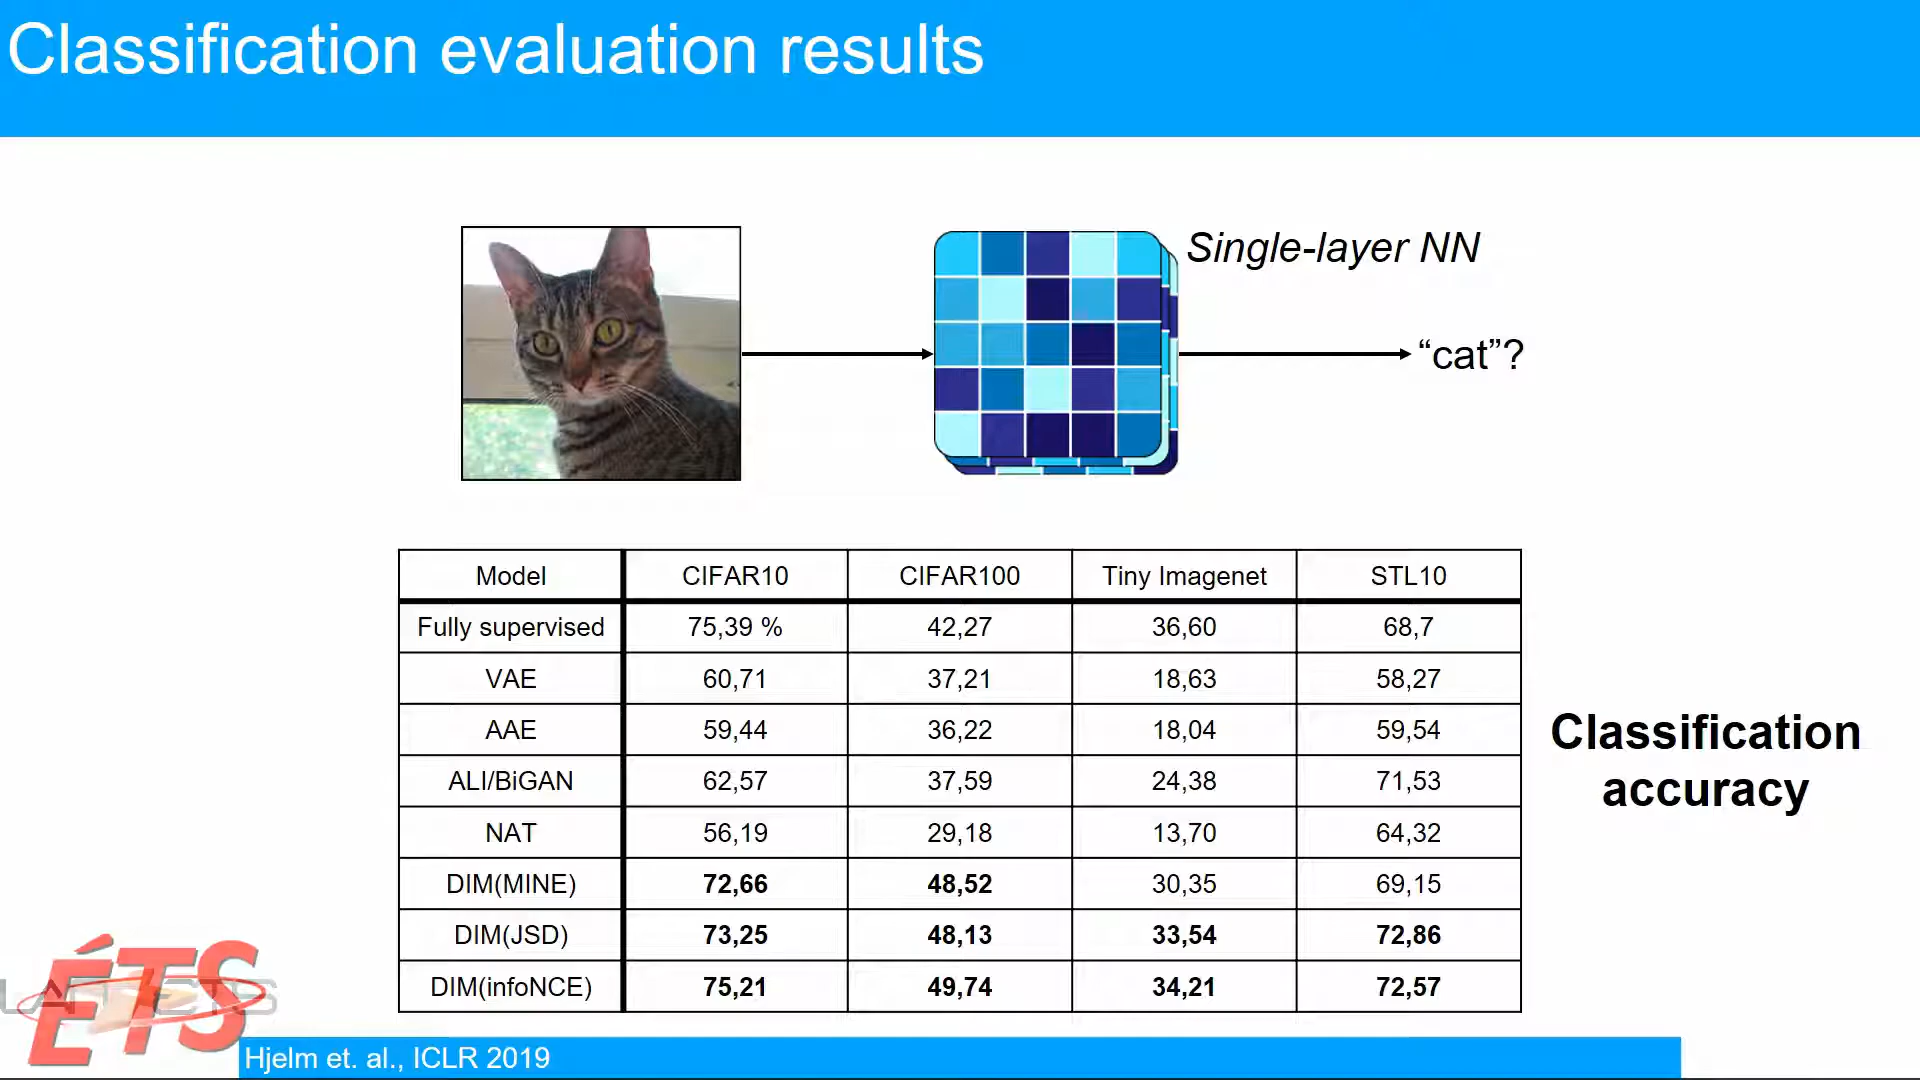 Classification evaluation results
Single-layer NN
“cat”?
Model CIFAR10 CIFAR100 Tiny Imagenet STL10
Fully supervised 75,39 % 42,27 36,60 68,7
VAE 60,71 37,21 18,63 58,27
AAE 59,44 36,22 18,04 59,54
ALI/BiGAN 62,57 37,59 24,38 71,53
NAT 56,19 29,18 13,70 64,32
DIM(MINE) 72,66 48,52 30,35 69,15
DIM(JSD) 73,25 48,13 33,54 72,86
DIM(infoNCE) 75,21 49,74 34,21 72,57
Classification
accuracy
ÉTS
Hjelm et. al., ICLR 2019